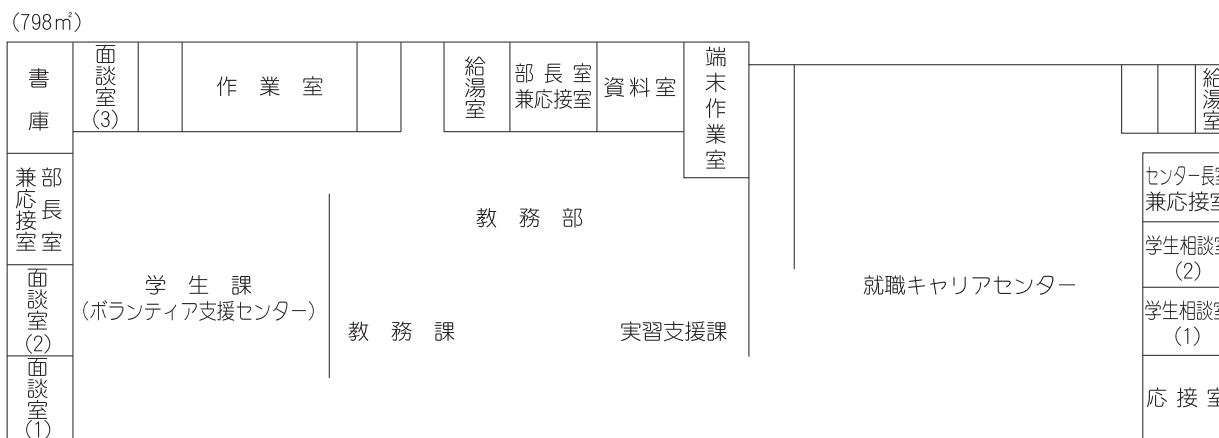 (798㎡)
書庫
面談室(3)
作業室
給湯室
部長室
兼応接室
資料室
端末作業室
給湯室
部長室
兼応接室
センター長室
兼応接室
教務部
学生相談室
(2)
面談室(2)
学生課
(ボランティア支援センター)
就職キャリアセンター
教務課
実習支援課
学生相談室
(1)
面談室(1)
応接室